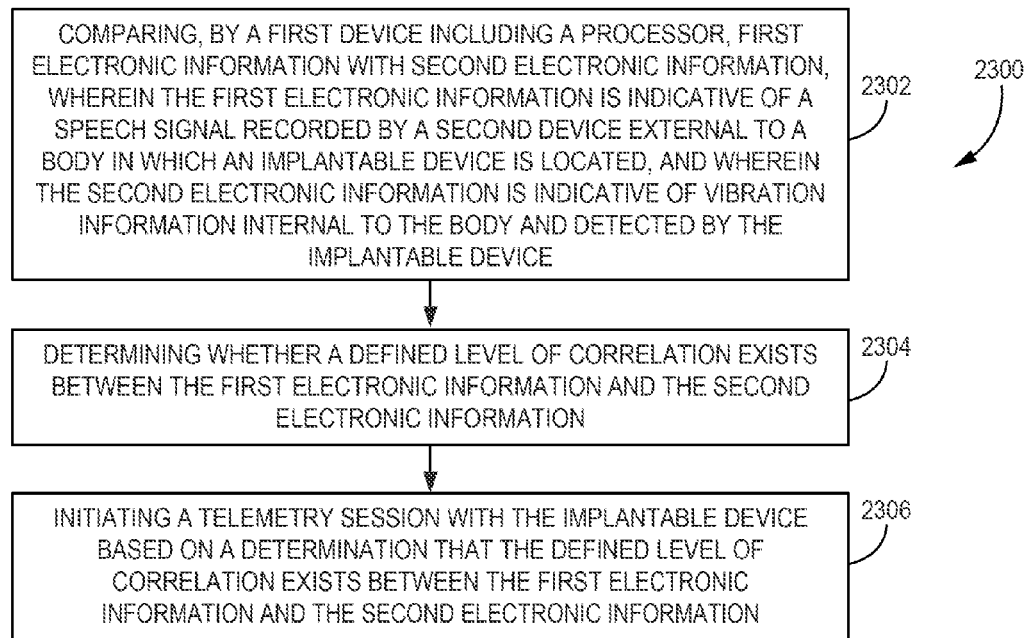 COMPARING, BY A FIRST DEVICE INCLUDING A PROCESSOR, FIRST
ELECTRONIC INFORMATION WITH SECOND ELECTRONIC INFORMATION,
WHEREIN THE FIRST ELECTRONIC INFORMATION IS INDICATIVE OF A
SPEECH SIGNAL RECORDED BY A SECOND DEVICE EXTERNAL TO A
BODY IN WHICH AN IMPLANTABLE DEVICE IS LOCATED, AND WHEREIN
THE SECOND ELECTRONIC INFORMATION IS INDICATIVE OF VIBRATION
INFORMATION INTERNAL TO THE BODY AND DETECTED BY THE
IMPLANTABLE DEVICE
2302
2300
DETERMINING WHETHER A DEFINED LEVEL OF CORRELATION EXISTS
BETWEEN THE FIRST ELECTRONIC INFORMATION AND THE SECOND
ELECTRONIC INFORMATION
2304
INITIATING A TELEMETRY SESSION WITH THE IMPLANTABLE DEVICE
BASED ON A DETERMINATION THAT THE DEFINED LEVEL OF
CORRELATION EXISTS BETWEEN THE FIRST ELECTRONIC
INFORMATION AND THE SECOND ELECTRONIC INFORMATION
2306